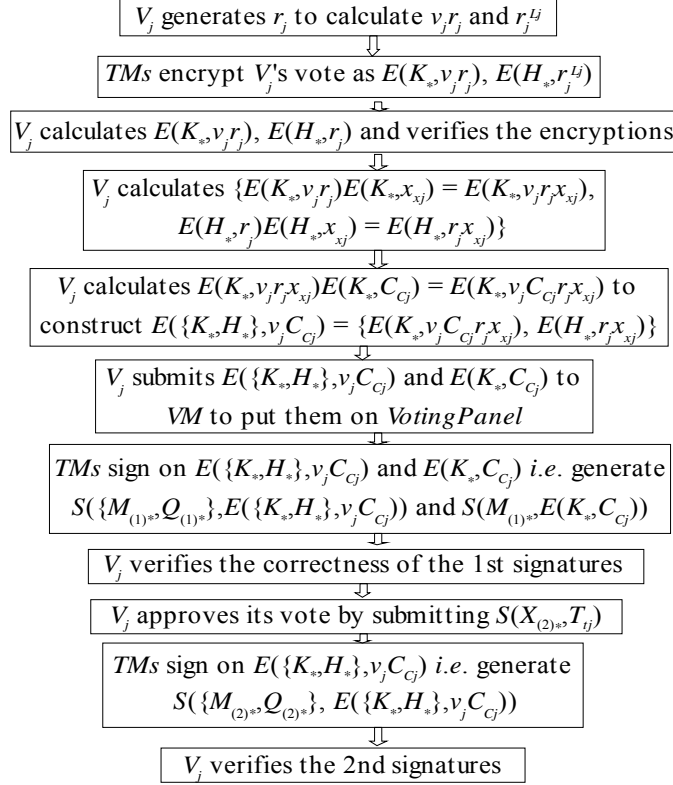 V_j generates r_j to calculate v_j r_j and r_j^{Lj}
TMs encrypt V_j's vote as E(K_*,v_j r_j), E(H_*,r_j^{Lj})
V_j calculates E(K_*,v_j r_j), E(H_*,r_j) and verifies the encryptions
V_j calculates {E(K_*,v_j r_j)E(K_*,x_{xj}) = E(K_*,v_j r_j x_{xj}),
E(H_*,r_j)E(H_*,x_{xj}) = E(H_*,r_j x_{xj})}
V_j calculates E(K_*,v_j r_j x_{xj})E(K_*,C_{Cj}) = E(K_*,v_j C_{Cj} r_j x_{xj}) to
construct E({K_*,H_*},v_j C_{Cj}) = {E(K_*,v_j C_{Cj} r_j x_{xj}), E(H_*,r_j x_{xj})}
V_j submits E({K_*,H_*},v_j C_{Cj}) and E(K_*,C_{Cj}) to
VM to put them on VotingPanel
TMs sign on E({K_*,H_*},v_j C_{Cj}) and E(K_*,C_{Cj}) i.e. generate
S({M_{(1)*},Q_{(1)*}},E({K_*,H_*},v_j C_{Cj})) and S(M_{(1)*},E(K_*,C_{Cj}))
V_j verifies the correctness of the 1st signatures
V_j approves its vote by submitting S(X_{(2)*},T_{tj})
TMs sign on E({K_*,H_*},v_j C_{Cj}) i.e. generate
S({M_{(2)*},Q_{(2)*}}, E({K_*,H_*},v_j C_{Cj}))
V_j verifies the 2nd signatures